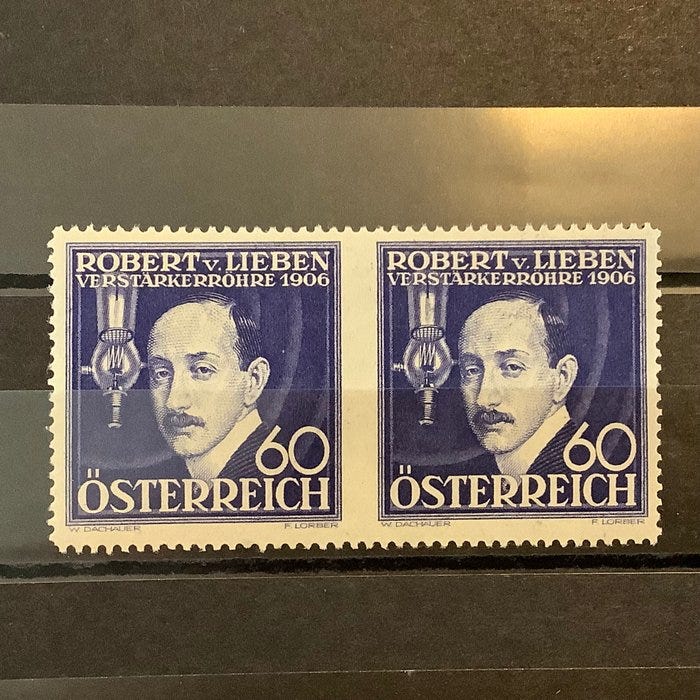 ROBERT v. LIEBEN
VERSTÄRKERRÖHRE 1906
60
ÖSTERREICH
W. DACHAUER F. LORBER
ROBERT v. LIEBEN
VERSTÄRKERRÖHRE 1906
60
ÖSTERREICH
W. DACHAUER F. LORBER